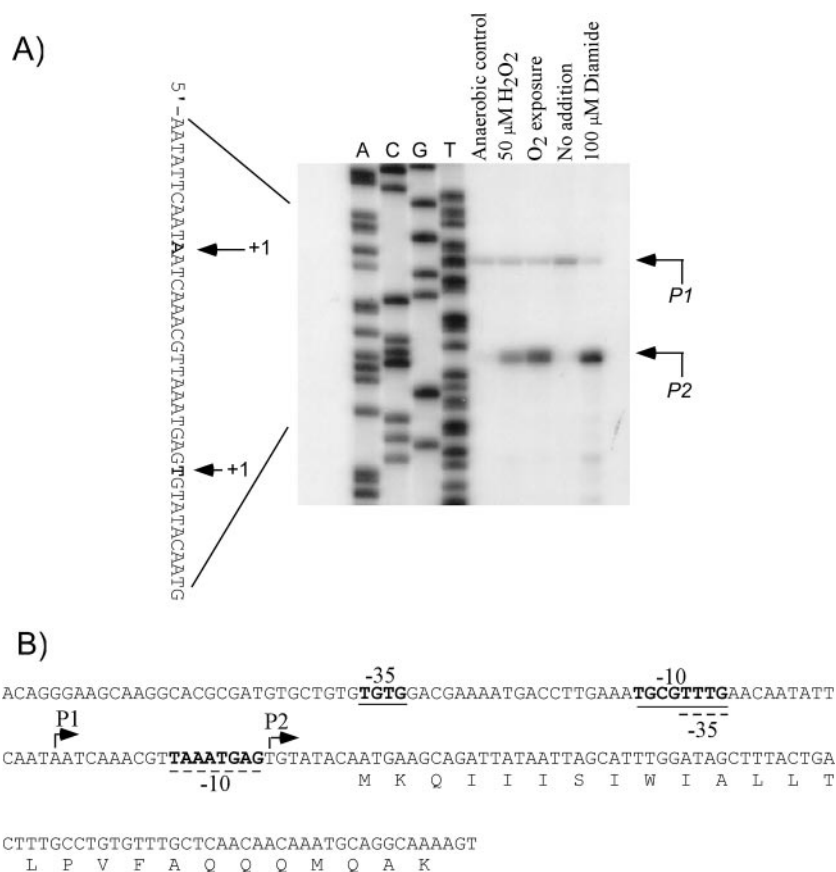 A)
5'-AATATTCAATAATCAAACGTTAAATGAGTGTATACAATG
+1
+1
A C G T
Anaerobic control
50 µM H2O2
O2 exposure
No addition
100 µM Diamide
P1
P2
B)
-35 -10
ACAGGGAAGCAAGGCACGCGATGTGCTGTGTGTGGACGAAAATGACCTTGAAATGCGTTTGAACAATATT
-35
P1 P2
CAATAATCAAACGTTAAATGAGTGTATACAATGAAGCAGATTATAATTAGCATTTGGATAGCTTTACTGA
-10 M K Q I I I S I W I A L L T
CTTTGCCTGTGTTTGCTCAACAACAAATGCAGGCAAAAGT
L P V F A Q Q Q M Q A K